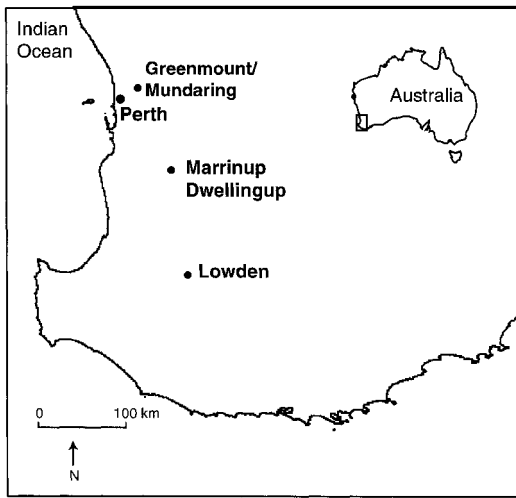 Indian
Ocean
Greenmount/
Mundaring
Perth
Australia
Marrinup
Dwellingup
Lowden
0 100 km
N